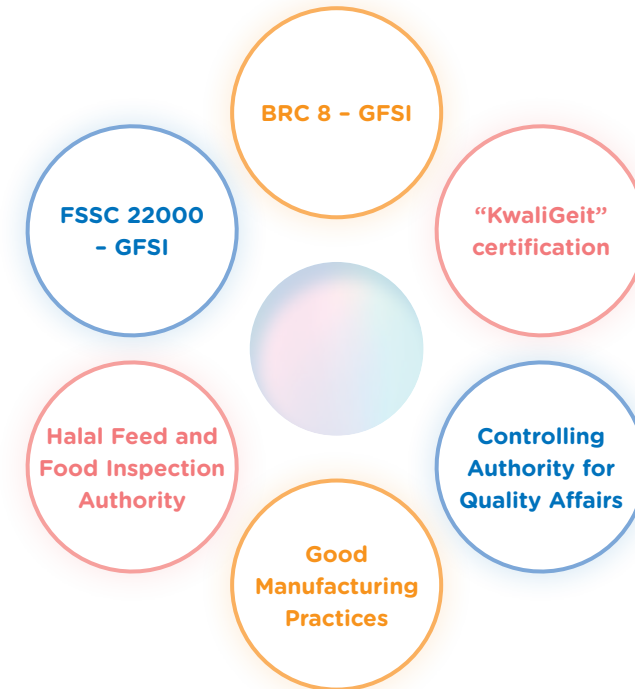 BRC 8 – GFSI
FSSC 22000
– GFSI
“KwaliGeit”
certification
Halal Feed and
Food Inspection
Authority
Controlling
Authority for
Quality Affairs
Good
Manufacturing
Practices